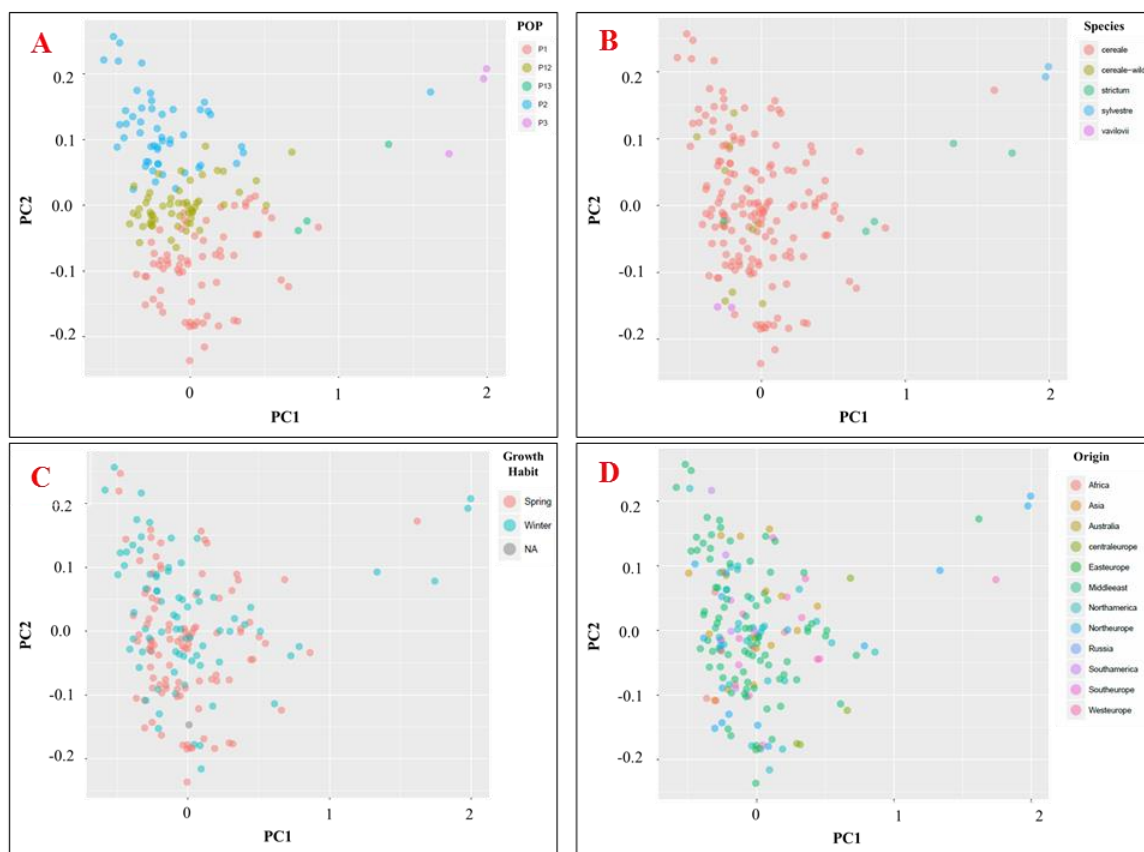 A
POP
P1
P12
P13
P2
P3
0.2
0.1
0.0
-0.1
-0.2
PC2
0
1
2
PC1
B
Species
cereale
cereale-wild
strictum
sylvestre
vavilovii
0.2
0.1
0.0
-0.1
-0.2
PC2
0
1
2
PC1
C
Growth
Habit
Spring
Winter
NA
0.2
0.1
0.0
-0.1
-0.2
PC2
0
1
2
PC1
D
Origin
Africa
Asia
Australia
centraleurope
Easteurope
Middleeast
Northamerica
Northeurope
Russia
Southamerica
Southeurope
Westeurope
0.2
0.1
0.0
-0.1
-0.2
PC2
0
1
2
PC1